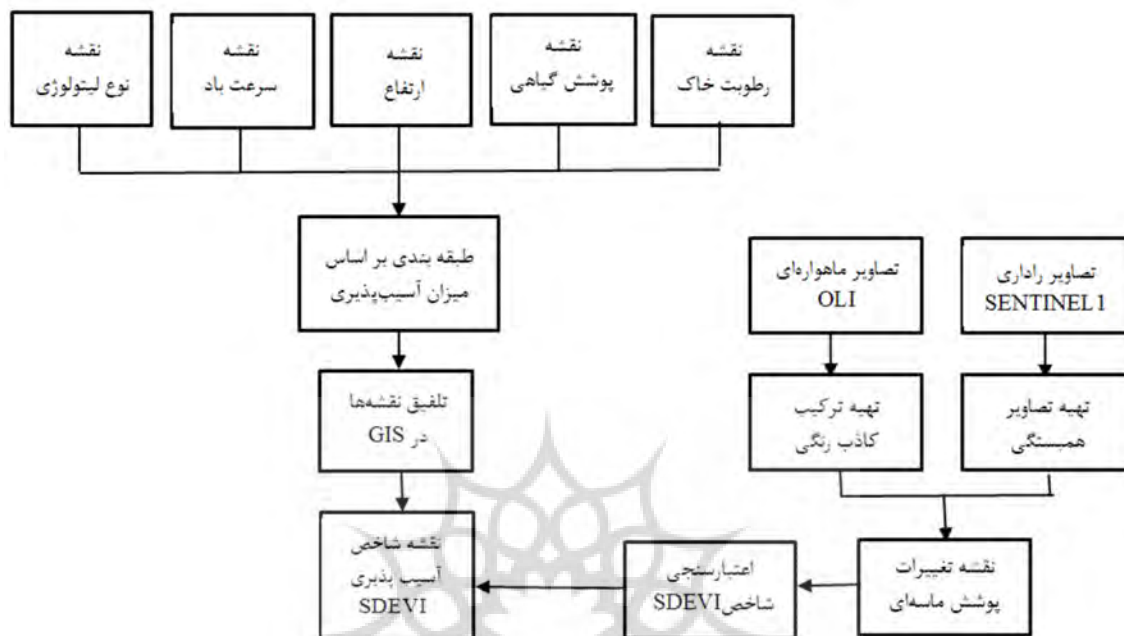 نقشه
رطوبت خاک
نقشه
پوشش گیاهی
نقشه
ارتفاع
نقشه
سرعت باد
نقشه
نوع لیتولوژی
طبقه بندی بر اساس
میزان آسیب‌پذیری
تصاویر راداری
SENTINEL1
تصاویر ماهواره‌ای
OLI
تهیه تصاویر
همبستگی
تهیه ترکیب
کاذب رنگی
تلفیق نقشه‌ها
در GIS
نقشه تغییرات
پوشش ماسه‌ای
اعتبارسنجی
شاخص SDEVI
نقشه شاخص
آسیب پذیری
SDEVI